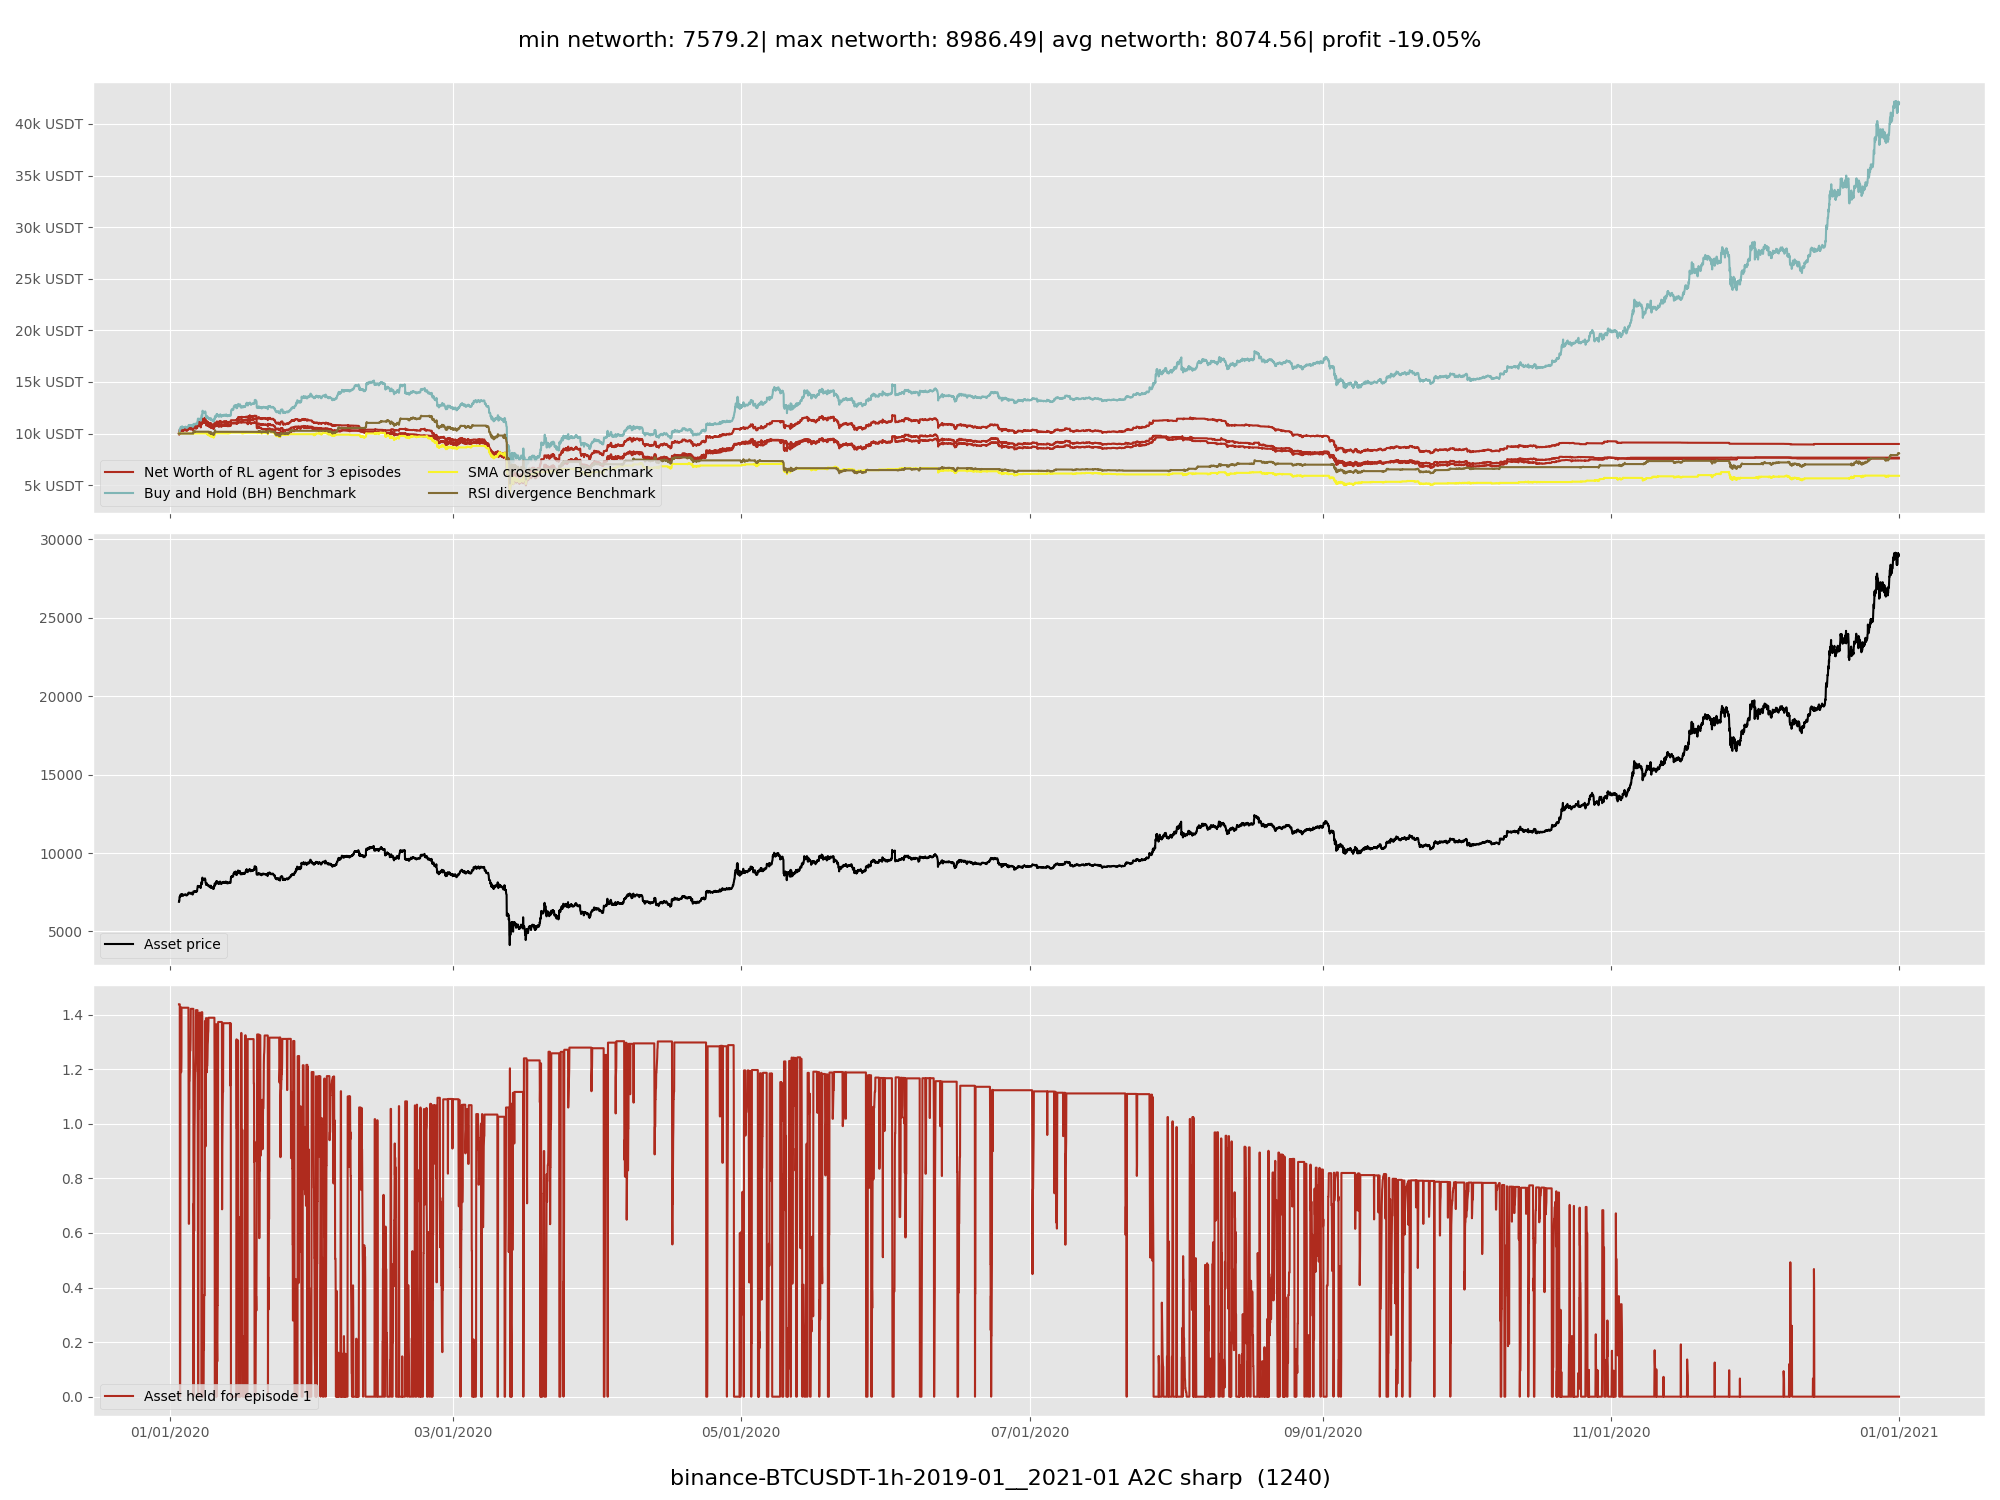 min networth: 7579.2| max networth: 8986.49| avg networth: 8074.56| profit -19.05%
40k USDT
35k USDT
30k USDT
25k USDT
20k USDT
15k USDT
10k USDT
5k USDT
Net Worth of RL agent for 3 episodes
Buy and Hold (BH) Benchmark
SMA crossover Benchmark
RSI divergence Benchmark
30000
25000
20000
15000
10000
5000
Asset price
1.4
1.2
1.0
0.8
0.6
0.4
0.2
0.0
Asset held for episode 1
01/01/2020 03/01/2020 05/01/2020 07/01/2020 09/01/2020 11/01/2020 01/01/2021
binance-BTCUSDT-1h-2019-01__2021-01 A2C sharp  (1240)